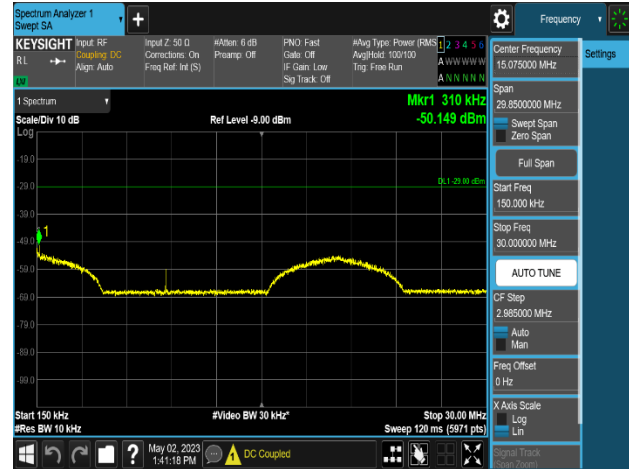 Spectrum Analyzer 1
Swept SA
Frequency
KEYSIGHT
R L
LXI
Input: RF
Coupling: DC
Align: Auto
Input Z: 50 Ω
Corrections: On
Freq Ref: Int (S)
#Atten: 6 dB
Preamp: Off
PNO: Fast
Gate: Off
IF Gain: Low
Sig Track: Off
#Avg Type: Power (RMS
Avg|Hold: 100/100
Trig: Free Run
1 2 3 4 5 6
A W W W W W
A N N N N N
1 Spectrum
Scale/Div 10 dB
Log
Ref Level -9.00 dBm
Mkr1 310 kHz
-50.149 dBm
-19.0
-29.0
-39.0
-49.0
-59.0
-69.0
-79.0
-89.0
-99.0
DL1 -29.00 dBm
1
Start 150 kHz
#Res BW 10 kHz
#Video BW 30 kHz*
Stop 30.00 MHz
Sweep 120 ms (5971 pts)
Center Frequency
15.075000 MHz
Settings
Span
29.8500000 MHz
Swept Span
Zero Span
Full Span
Start Freq
150.000 kHz
Stop Freq
30.000000 MHz
AUTO TUNE
CF Step
2.985000 MHz
Auto
Man
Freq Offset
0 Hz
X Axis Scale
Log
Lin
Signal Track
(Span Zoom)
?
May 02, 2023
1:41:18 PM
DC Coupled